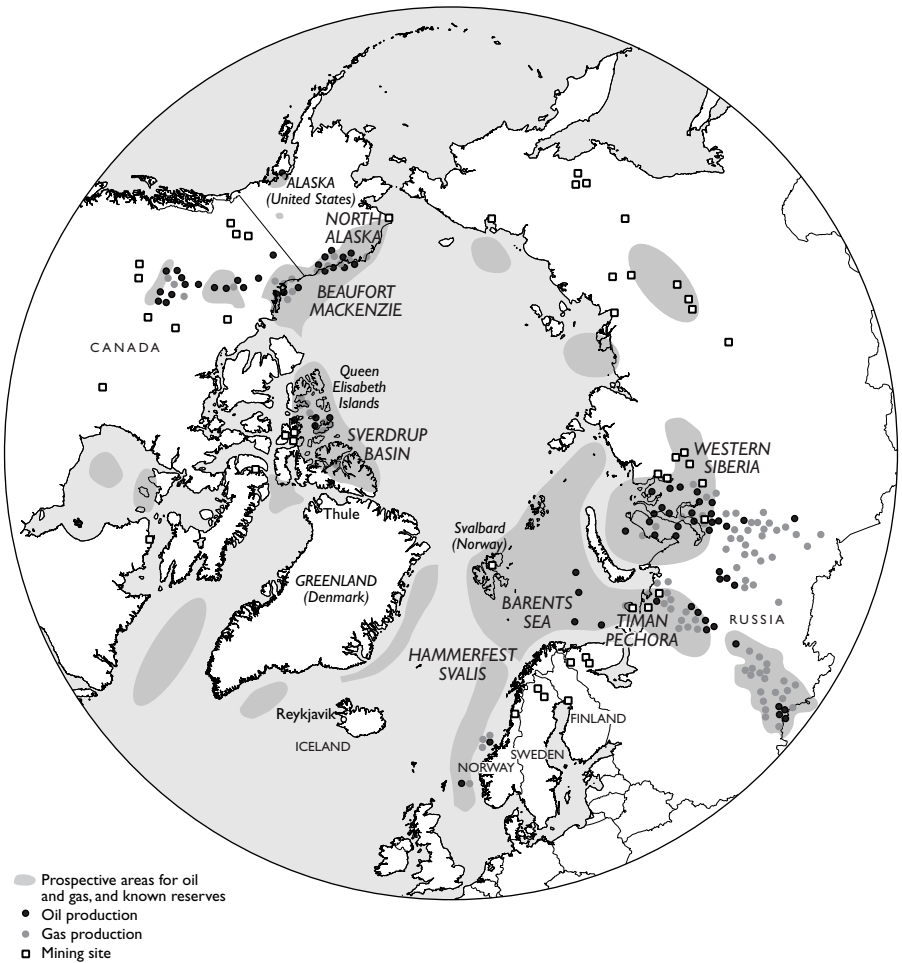 ALASKA
(United States)
NORTH
ALASKA
BEAUFORT
MACKENZIE
CANADA
Queen
Elisabeth
Islands
SVERDRUP
BASIN
WESTERN
SIBERIA
Thule
Svalbard
(Norway)
GREENLAND
(Denmark)
BARENTS
SEA
TIMAN
PECHORA
RUSSIA
HAMMERFEST
SVALIS
Reykjavik
ICELAND
FINLAND
SWEDEN
NORWAY
Prospective areas for oil
and gas, and known reserves
Oil production
Gas production
Mining site